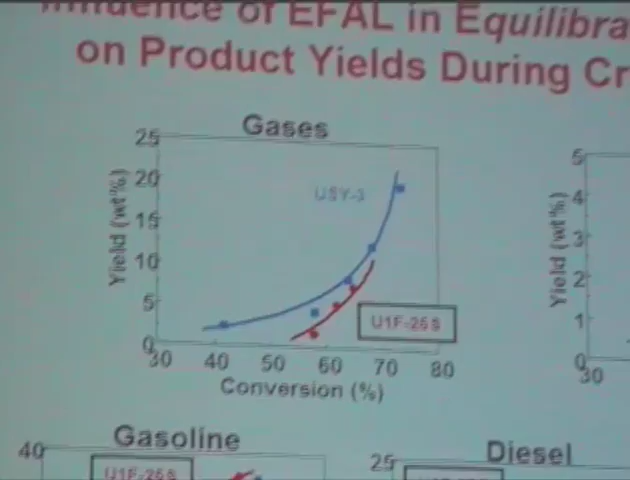 Influence of EFAL in Equilibra
on Product Yields During Cr
Gases
25
20
15
10
5
0
Yield (wt%)
USY-3
U1F-25S
30 40 50 60 70 80
Conversion (%)
5
4
3
2
1
0
Yield (wt%)
30
Gasoline
40
U1F-25S
Diesel
25